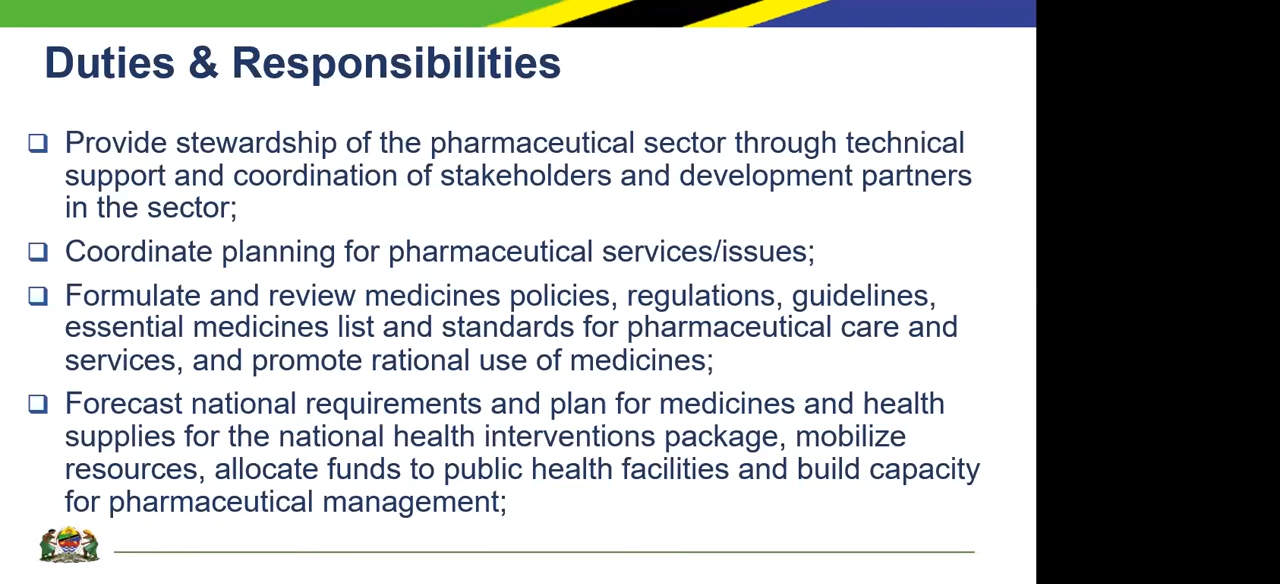 Duties & Responsibilities
Provide stewardship of the pharmaceutical sector through technical
support and coordination of stakeholders and development partners
in the sector;
Coordinate planning for pharmaceutical services/issues;
Formulate and review medicines policies, regulations, guidelines,
essential medicines list and standards for pharmaceutical care and
services, and promote rational use of medicines;
Forecast national requirements and plan for medicines and health
supplies for the national health interventions package, mobilize
resources, allocate funds to public health facilities and build capacity
for pharmaceutical management;